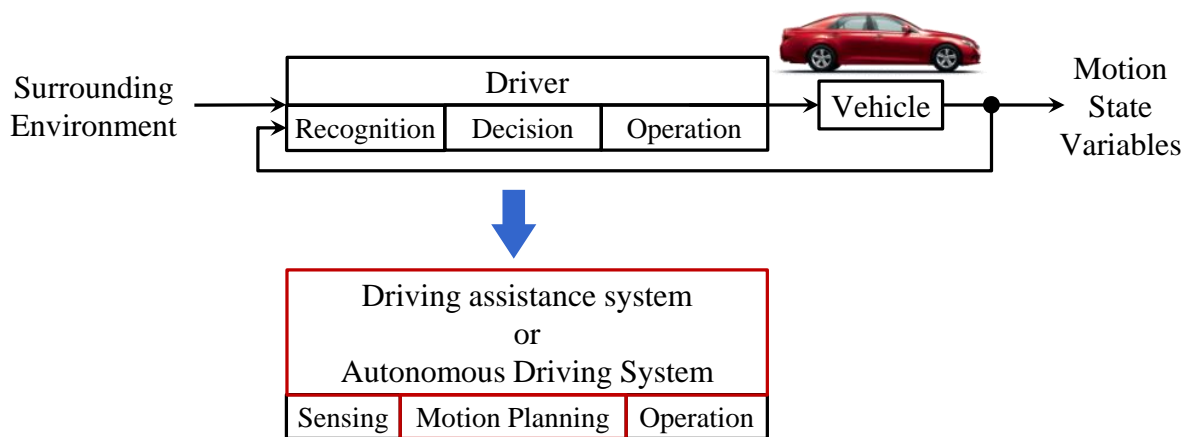 Surrounding
Environment
Driver
Recognition
Decision
Operation
Vehicle
Motion
State
Variables
Driving assistance system
or
Autonomous Driving System
Sensing
Motion Planning
Operation